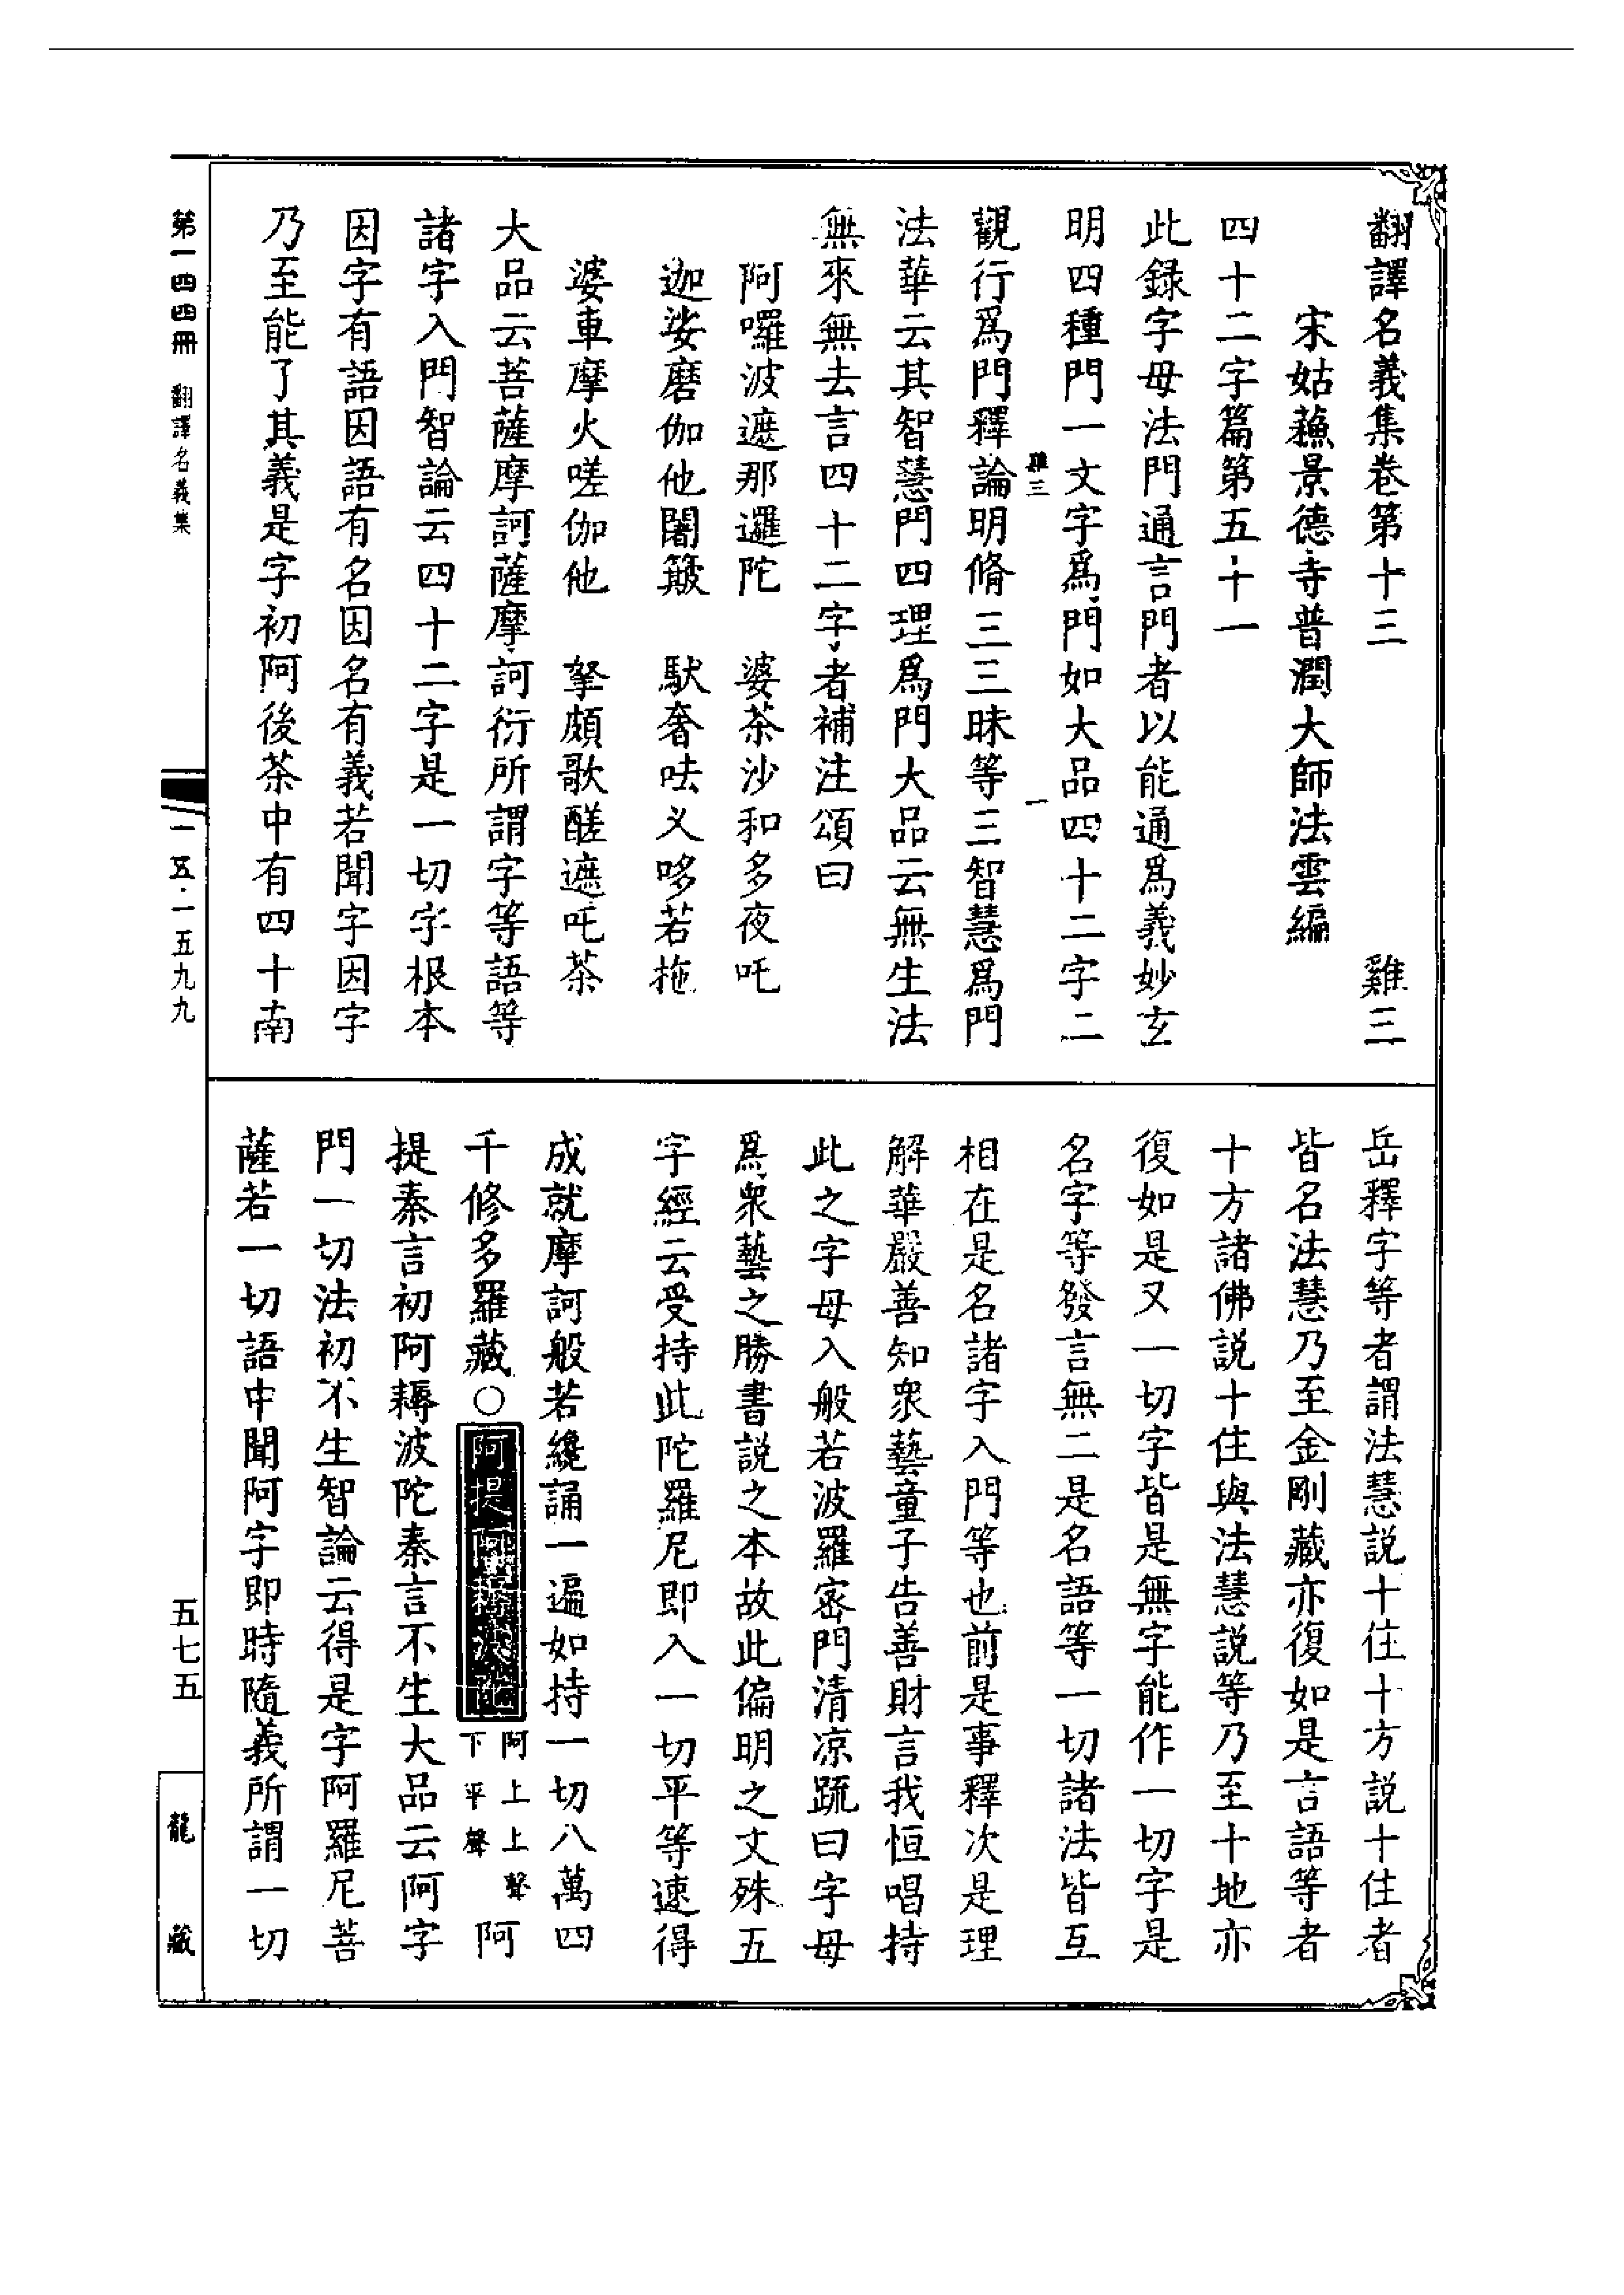 翻譯名義集卷第十三　雞三
宋姑蘇景德寺普潤大師法雲編
四十二字篇第五十一
此録字母法門通言門者以能通爲義妙玄
明四種門一文字爲門如大品四十二字二
雞三　一
觀行爲門釋論明脩三三昧等三智慧爲門
法華云其智慧門四理爲門大品云無生法
無來無去言四十二字者補注頌曰
阿囉波遮那邏陀　婆茶沙和多夜吒
迦娑磨伽他闍簸　馱奢呿义哆若拖
婆車摩火嗟伽他　拏頗歌醝遮吒茶
大品云菩薩摩訶薩摩訶衍所謂字等語等
諸字入門智論云四十二字是一切字根本
因字有語因語有名因名有義若聞字因字
乃至能了其義是字初阿後茶中有四十南
岳釋字等者謂法慧説十住十方説十住者
皆名法慧乃至金剛藏亦復如是言語等者
十方諸佛説十住與法慧説等乃至十地亦
復如是又一切字皆是無字能作一切字是
名字等發言無二是名語等一切諸法皆互
相在是名諸字入門等也前是事釋次是理
解華嚴善知衆藝童子告善財言我恒唱持
此之字母入般若波羅密門清凉䟽曰字母
爲衆藝之勝書説之本故此偏明之文殊五
字經云受持此陀羅尼即入一切平等速得
成就摩訶般若纔誦一遍如持一切八萬四
千修多羅藏○阿提阿耨波陀阿上上聲下平聲阿
提秦言初阿耨波陀秦言不生大品云阿字
門一切法初不生智論云得是字阿羅尼菩
薩若一切語中聞阿字即時隨義所謂一切
第一四四冊　翻譯名義集
一五·一五九九
五七五
龍藏